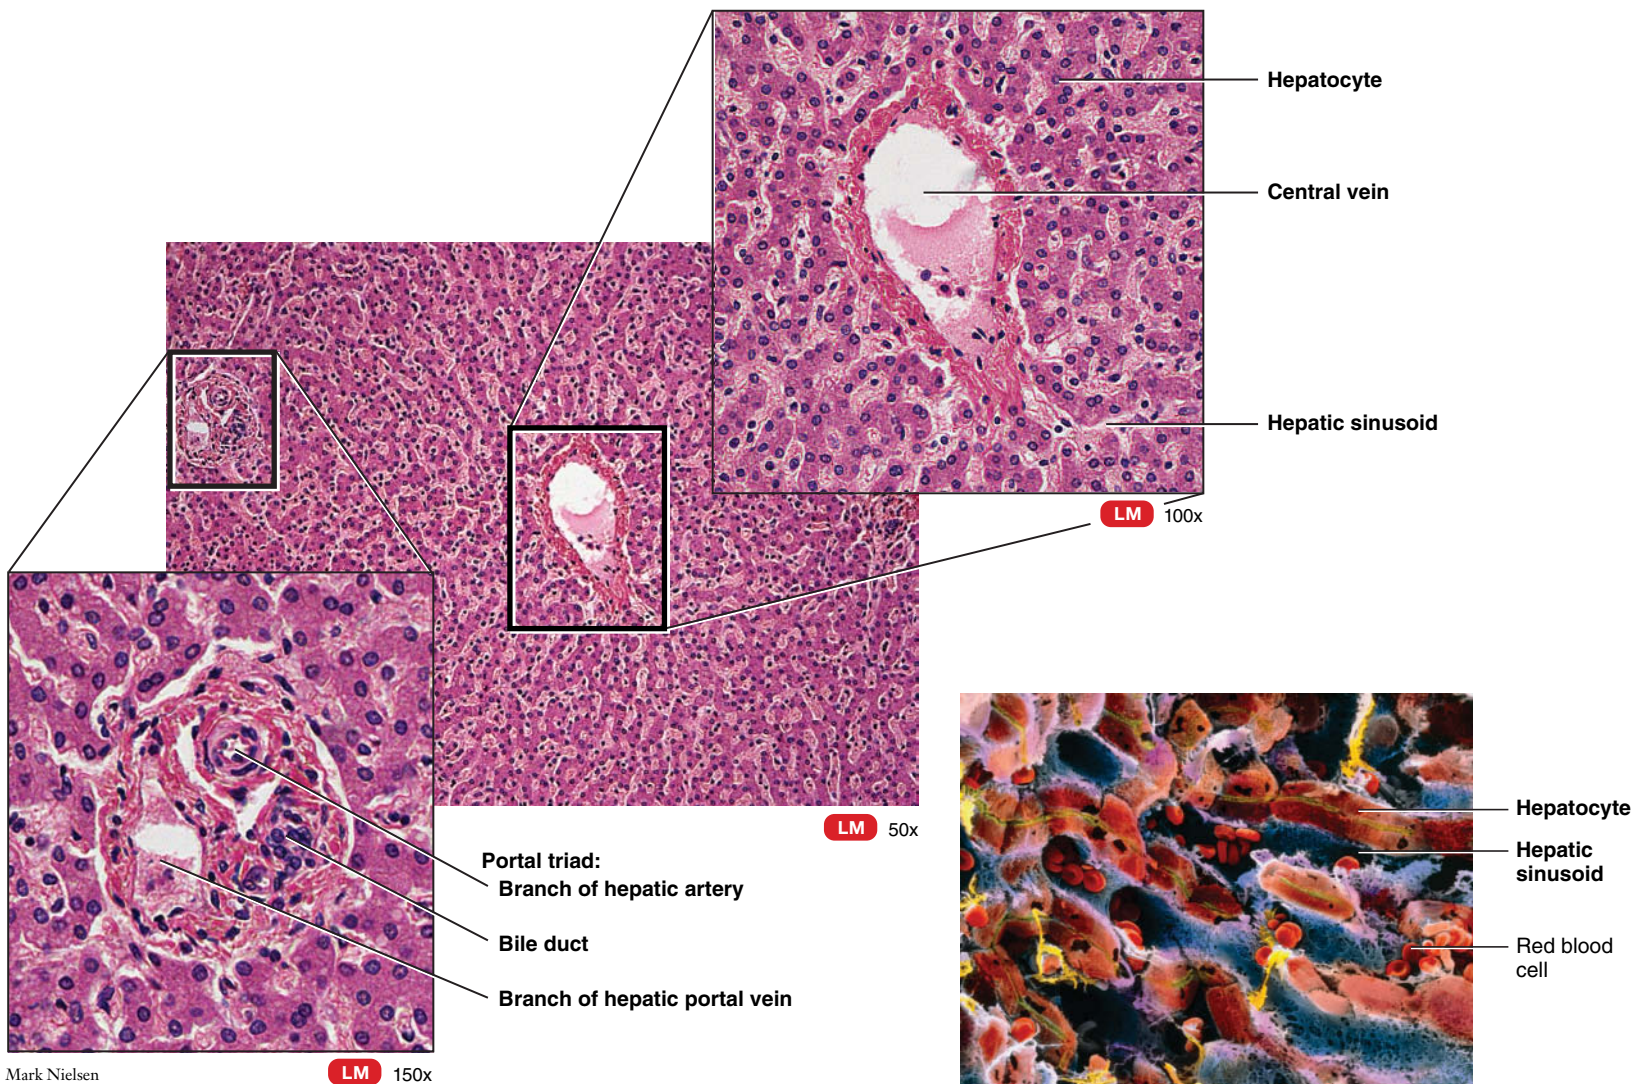 Hepatocyte
Central vein
Hepatic sinusoid
LM 100x
LM 50x
Portal triad:
Branch of hepatic artery
Bile duct
Branch of hepatic portal vein
Hepatocyte
Hepatic
sinusoid
Red blood
cell
Mark Nielsen
LM 150x